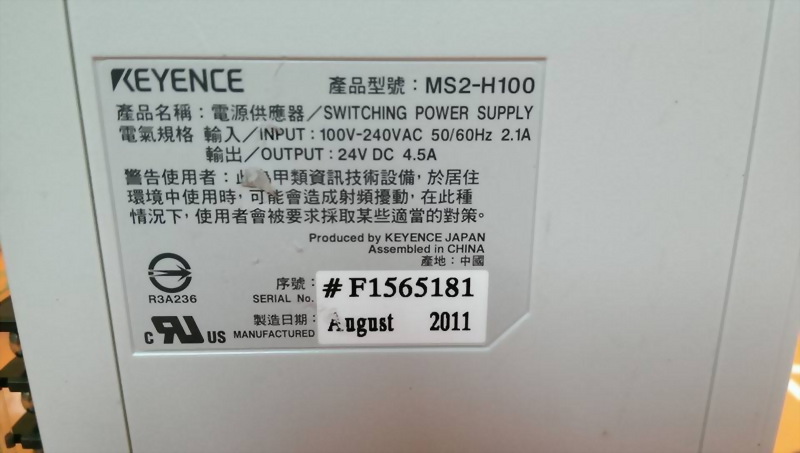 KEYENCE 產品型號：MS2-H100
產品名稱：電源供應器／SWITCHING POWER SUPPLY
電氣規格 輸入／INPUT：100V-240VAC 50/60Hz 2.1A
輸出／OUTPUT：24V DC 4.5A
警告使用者：此為甲類資訊技術設備，於居住
環境中使用時，可能會造成射頻擾動，在此種
情況下，使用者會被要求採取某些適當的對策。
Produced by KEYENCE JAPAN
Assembled in CHINA
產地：中國
R3A236
序號：
SERIAL No.
#F1565181
製造日期：
MANUFACTURED
August 2011
C RU US